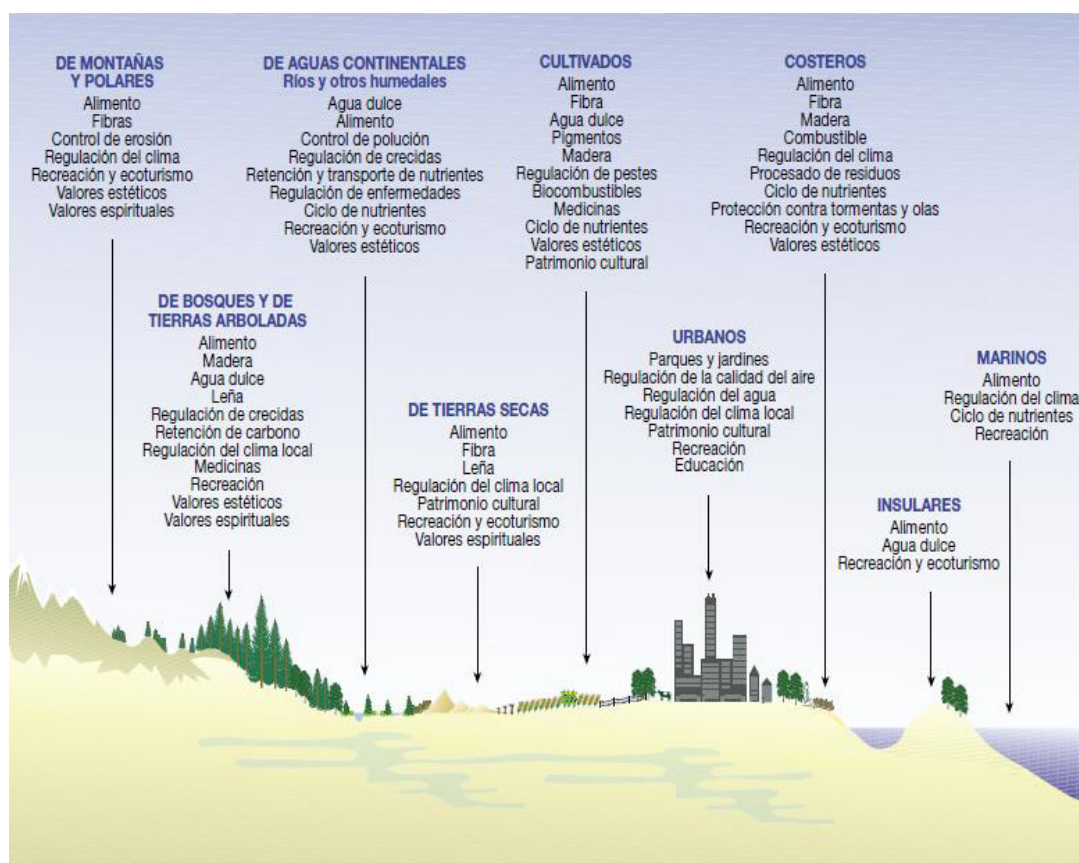 DE MONTAÑAS
Y POLARES
Alimento
Fibras
Control de erosión
Regulación del clima
Recreación y ecoturismo
Valores estéticos
Valores espirituales
DE AGUAS CONTINENTALES
Ríos y otros humedales
Agua dulce
Alimento
Control de polución
Regulación de crecidas
Retención y transporte de nutrientes
Regulación de enfermedades
Ciclo de nutrientes
Recreación y ecoturismo
Valores estéticos
CULTIVADOS
Alimento
Fibra
Agua dulce
Pigmentos
Madera
Regulación de pestes
Biocombustibles
Medicinas
Ciclo de nutrientes
Valores estéticos
Patrimonio cultural
COSTEROS
Alimento
Fibra
Madera
Combustible
Regulación del clima
Procesado de residuos
Ciclo de nutrientes
Protección contra tormentas y olas
Recreación y ecoturismo
Valores estéticos
DE BOSQUES Y DE
TIERRAS ARBOLADAS
Alimento
Madera
Agua dulce
Leña
Regulación de crecidas
Retención de carbono
Regulación del clima local
Medicinas
Recreación
Valores estéticos
Valores espirituales
DE TIERRAS SECAS
Alimento
Fibra
Leña
Regulación del clima local
Patrimonio cultural
Recreación y ecoturismo
Valores espirituales
URBANOS
Parques y jardines
Regulación de la calidad del aire
Regulación del agua
Regulación del clima local
Patrimonio cultural
Recreación
Educación
INSULARES
Alimento
Agua dulce
Recreación y ecoturismo
MARINOS
Alimento
Regulación del clima
Ciclo de nutrientes
Recreación